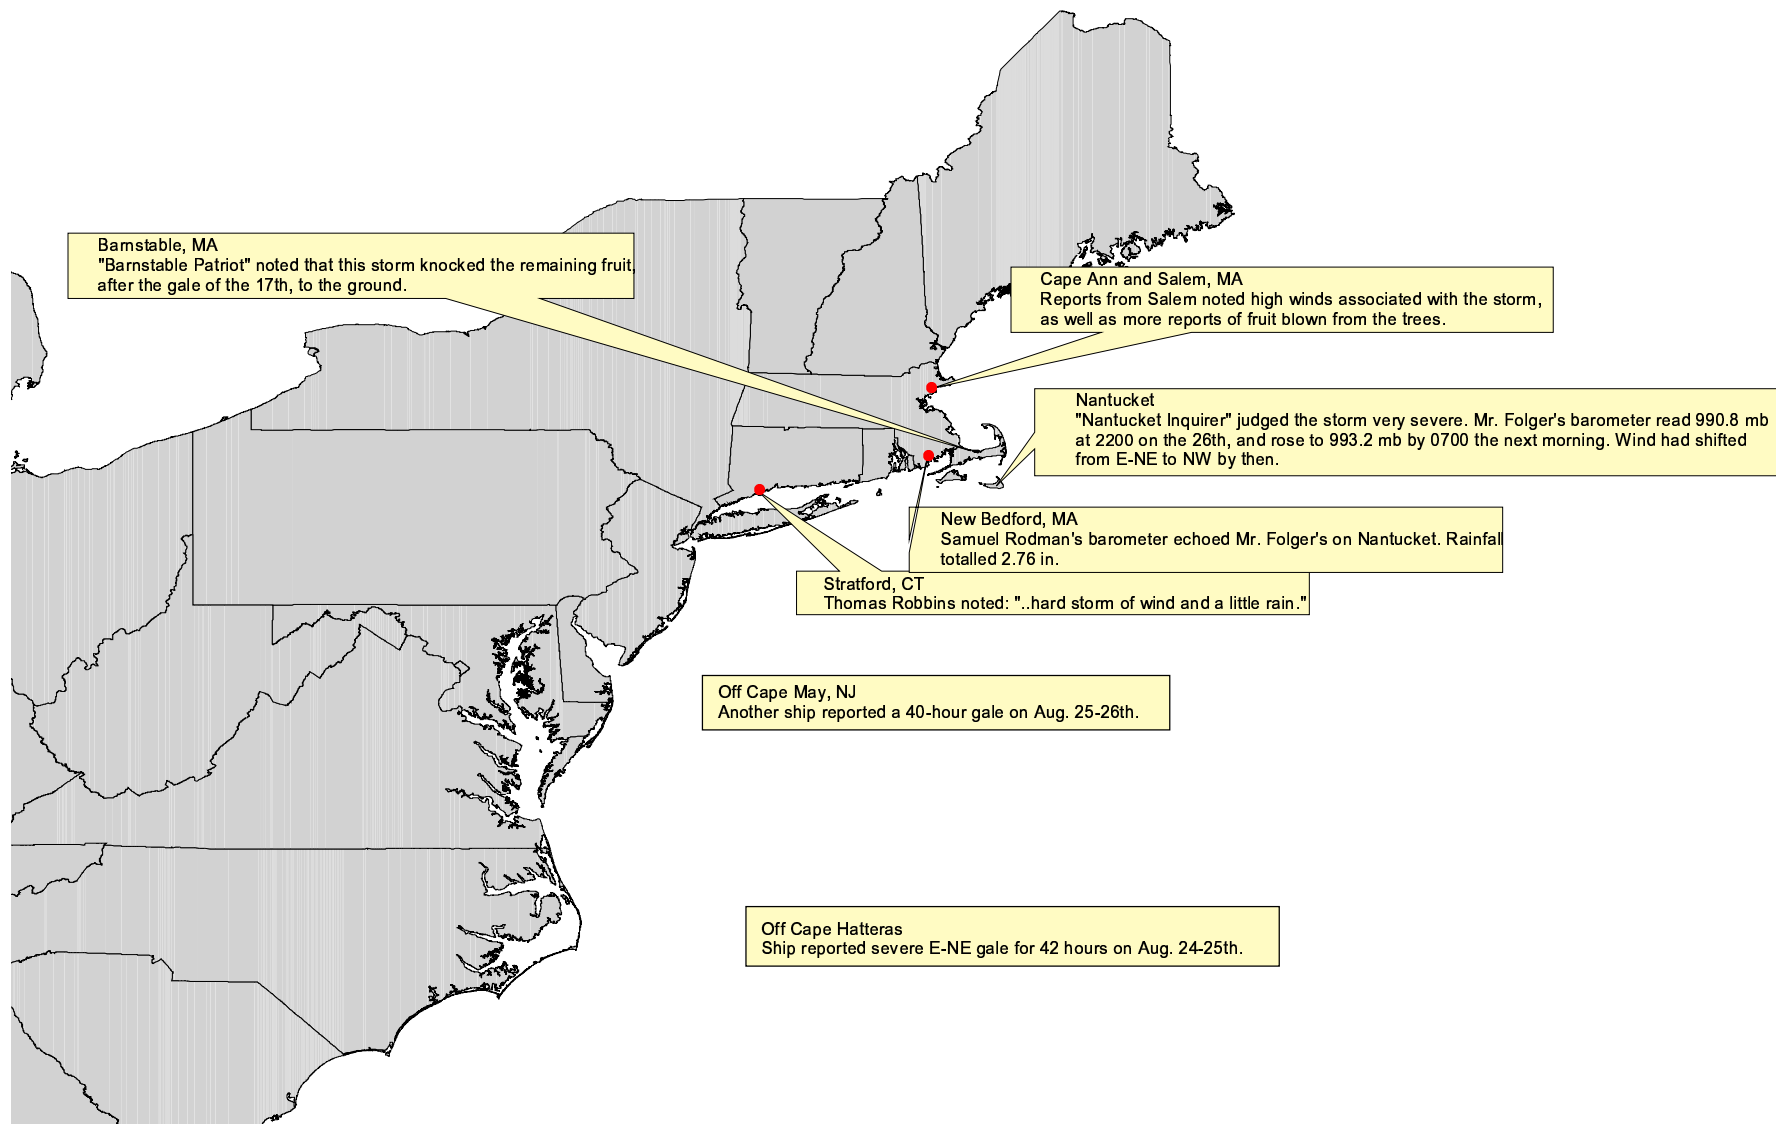 Barnstable, MA
"Barnstable Patriot" noted that this storm knocked the remaining fruit,
after the gale of the 17th, to the ground.
Cape Ann and Salem, MA
Reports from Salem noted high winds associated with the storm,
as well as more reports of fruit blown from the trees.
Nantucket
"Nantucket Inquirer" judged the storm very severe. Mr. Folger's barometer read 990.8 mb
at 2200 on the 26th, and rose to 993.2 mb by 0700 the next morning. Wind had shifted
from E-NE to NW by then.
New Bedford, MA
Samuel Rodman's barometer echoed Mr. Folger's on Nantucket. Rainfall
totalled 2.76 in.
Stratford, CT
Thomas Robbins noted: "..hard storm of wind and a little rain."
Off Cape May, NJ
Another ship reported a 40-hour gale on Aug. 25-26th.
Off Cape Hatteras
Ship reported severe E-NE gale for 42 hours on Aug. 24-25th.